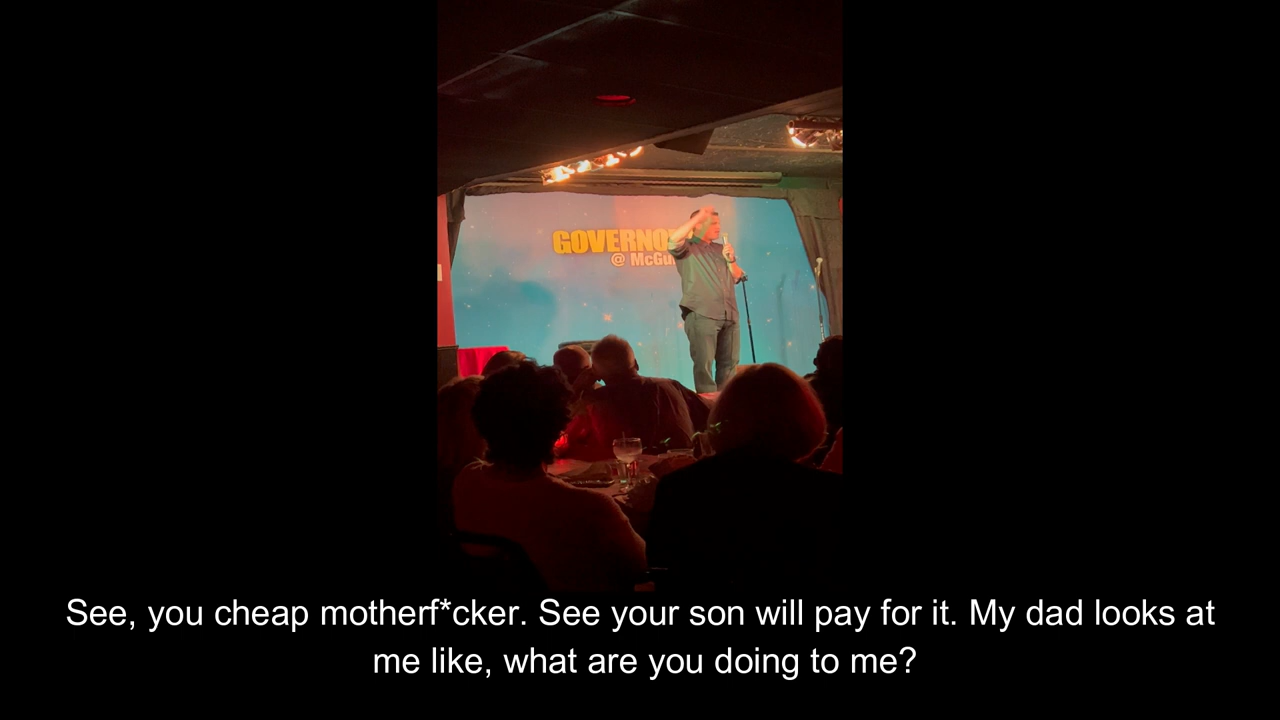 GOVERNO
@ McGu
See, you cheap motherf*cker. See your son will pay for it. My dad looks at
me like, what are you doing to me?